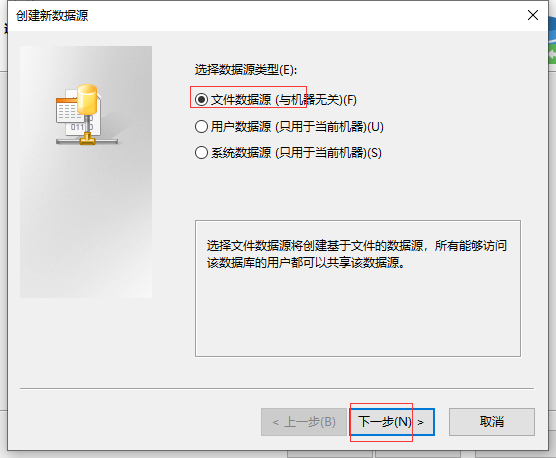 创建新数据源
选择数据源类型(E):
文件数据源 (与机器无关)(F)
用户数据源 (只用于当前机器)(U)
系统数据源 (只用于当前机器)(S)
01110
选择文件数据源将创建基于文件的数据源，所有能够访问
该数据库的用户都可以共享该数据源。
< 上一步(B)
下一步(N) >
取消